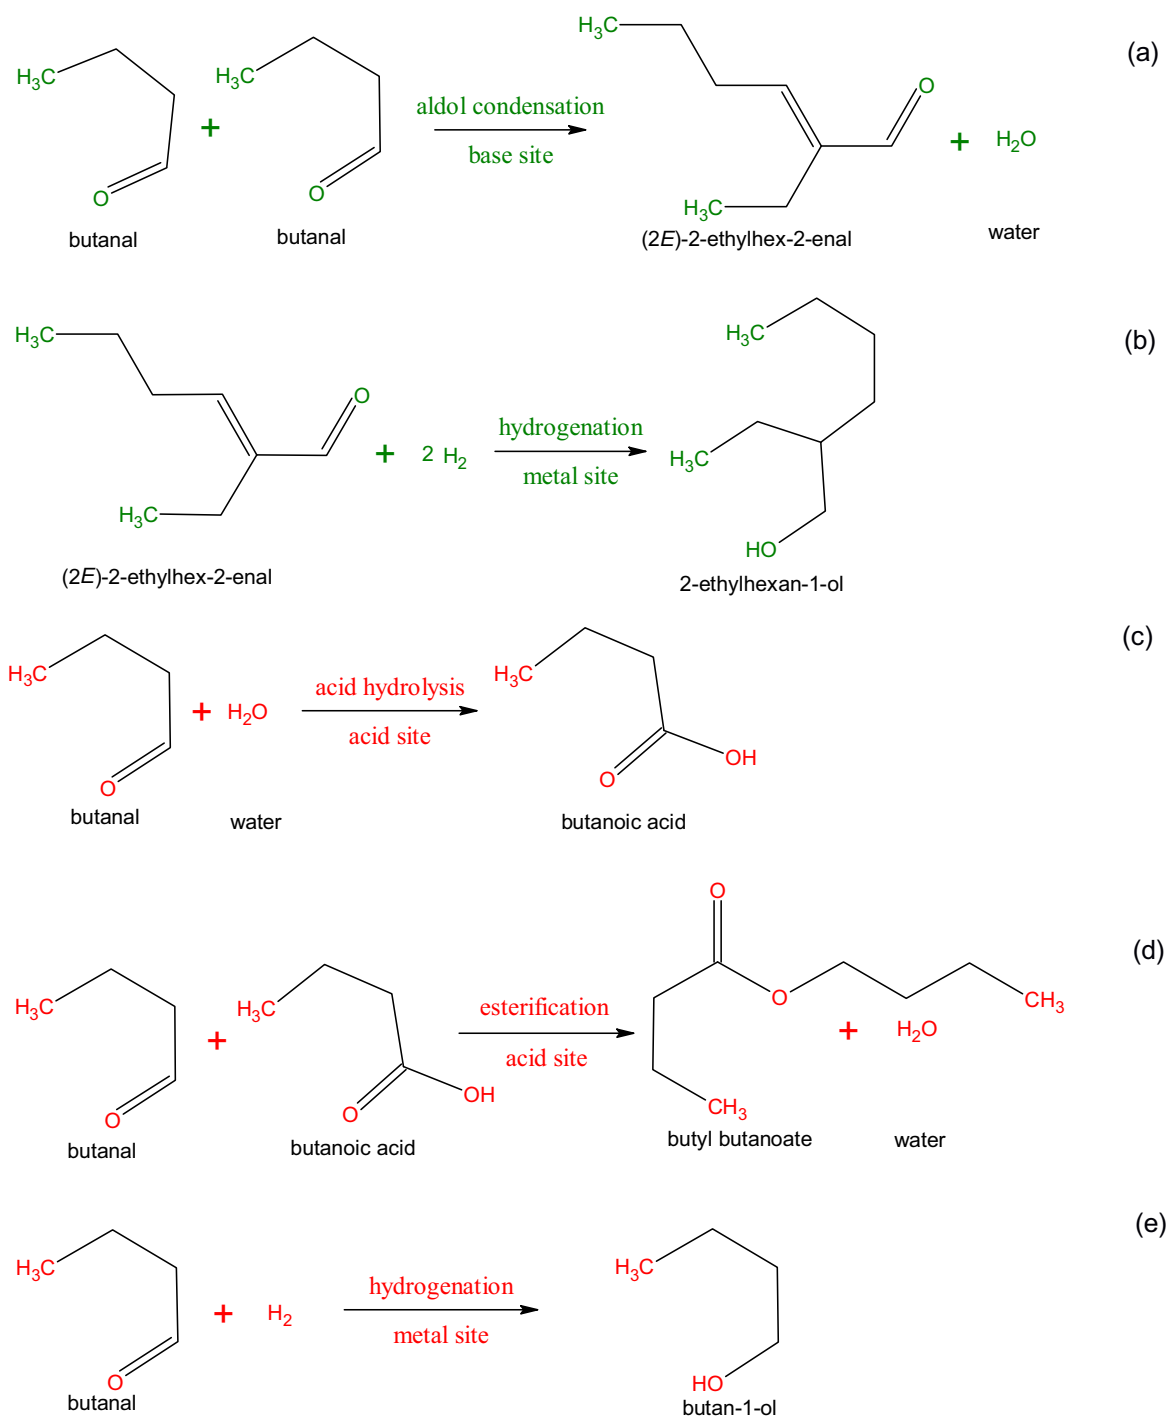 H₃C H₃C H₃C (a)
+ aldol condensation O
base site + H₂O
O O H₃C
butanal butanal (2E)-2-ethylhex-2-enal water
H₃C H₃C (b)
O
+ 2 H₂ hydrogenation H₃C
metal site
H₃C HO
(2E)-2-ethylhex-2-enal 2-ethylhexan-1-ol
H₃C H₃C (c)
+ H₂O acid hydrolysis
acid site
O O OH
butanal water butanoic acid
O
(d)
H₃C H₃C esterification O CH₃
+ acid site + H₂O
O O OH CH₃
butanal butanoic acid butyl butanoate water
(e)
H₃C H₃C
+ H₂ hydrogenation
metal site
O HO
butanal butan-1-ol